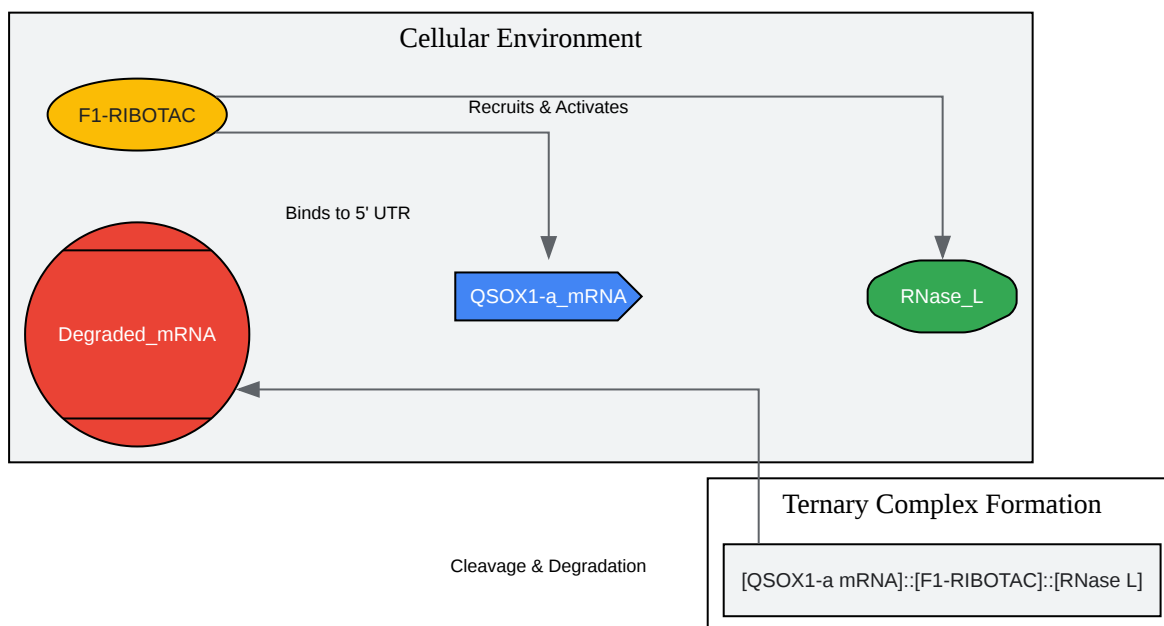 Cellular Environment
F1-RIBOTAC
Recruits & Activates
Binds to 5' UTR
QSOX1-a_mRNA
RNase_L
Degraded_mRNA
Ternary Complex Formation
Cleavage & Degradation
[QSOX1-a mRNA]::[F1-RIBOTAC]::[RNase L]